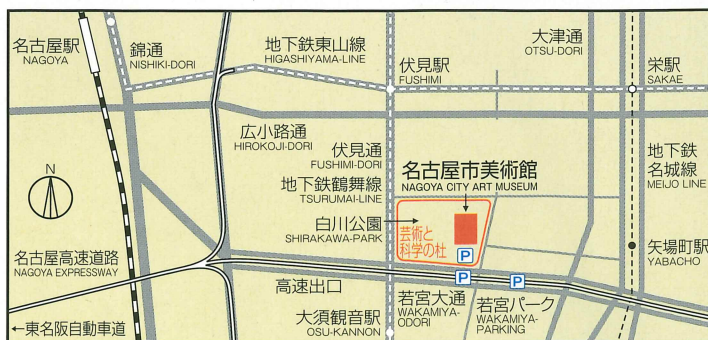 名古屋駅
NAGOYA
錦通
NISHIKI-DORI
地下鉄東山線
HIGASHIYAMA-LINE
伏見駅
FUSHIMI
大津通
OTSU-DORI
栄駅
SAKAE
広小路通
HIROKOJI-DORI
伏見通
FUSHIMI-DORI
地下鉄鶴舞線
TSURUMAI-LINE
名古屋市美術館
NAGOYA CITY ART MUSEUM
地下鉄
名城線
MEIJO LINE
N
白川公園
SHIRAKAWA-PARK
芸術と
科学の杜
P
矢場町駅
YABACHO
名古屋高速道路
NAGOYA EXPRESSWAY
高速出口
P
P
若宮大通
WAKAMIYA-
ODORI
若宮パーク
WAKAMIYA-
PARKING
大須観音駅
OSU-KANNON
←東名阪自動車道